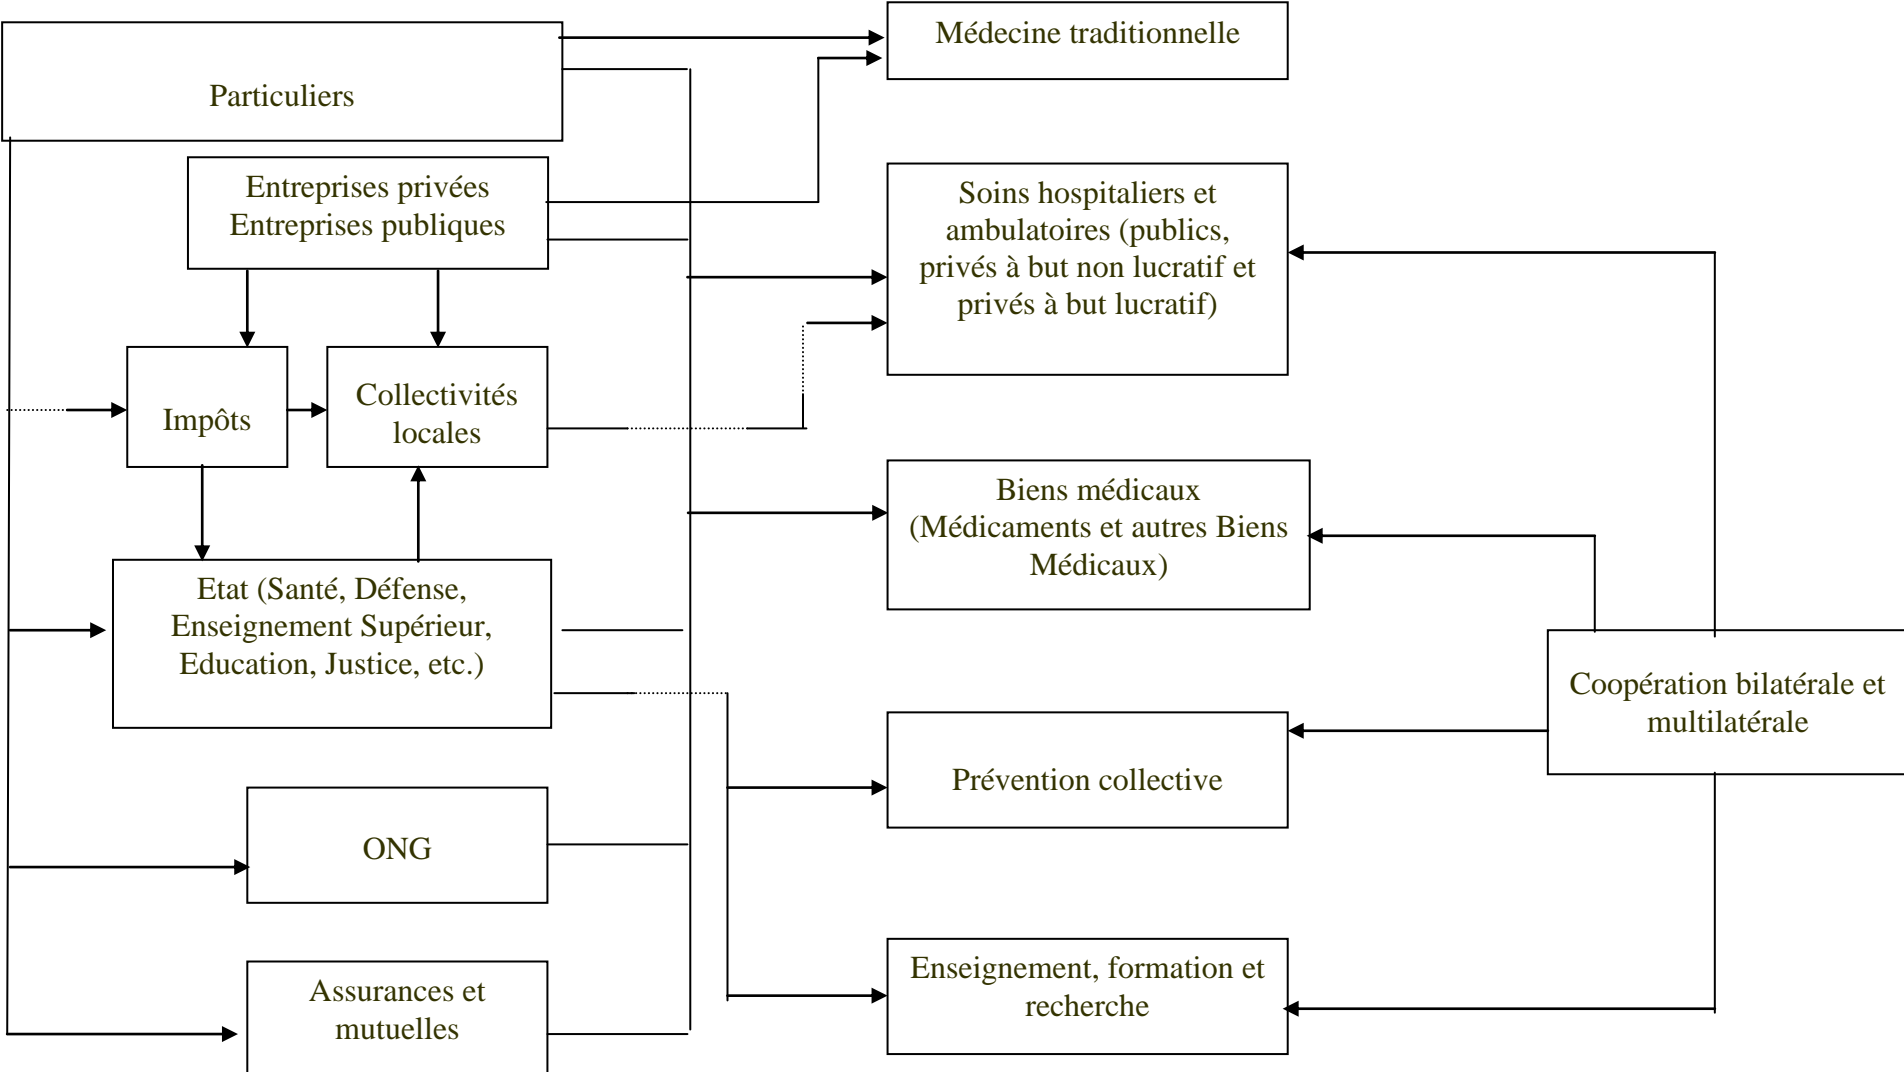 Médecine traditionnelle
Particuliers
Entreprises privées
Entreprises publiques
Soins hospitaliers et
ambulatoires (publics,
privés à but non lucratif et
privés à but lucratif)
Impôts
Collectivités
locales
Biens médicaux
(Médicaments et autres Biens
Médicaux)
Etat (Santé, Défense,
Enseignement Supérieur,
Education, Justice, etc.)
Coopération bilatérale et
multilatérale
Prévention collective
ONG
Enseignement, formation et
recherche
Assurances et
mutuelles